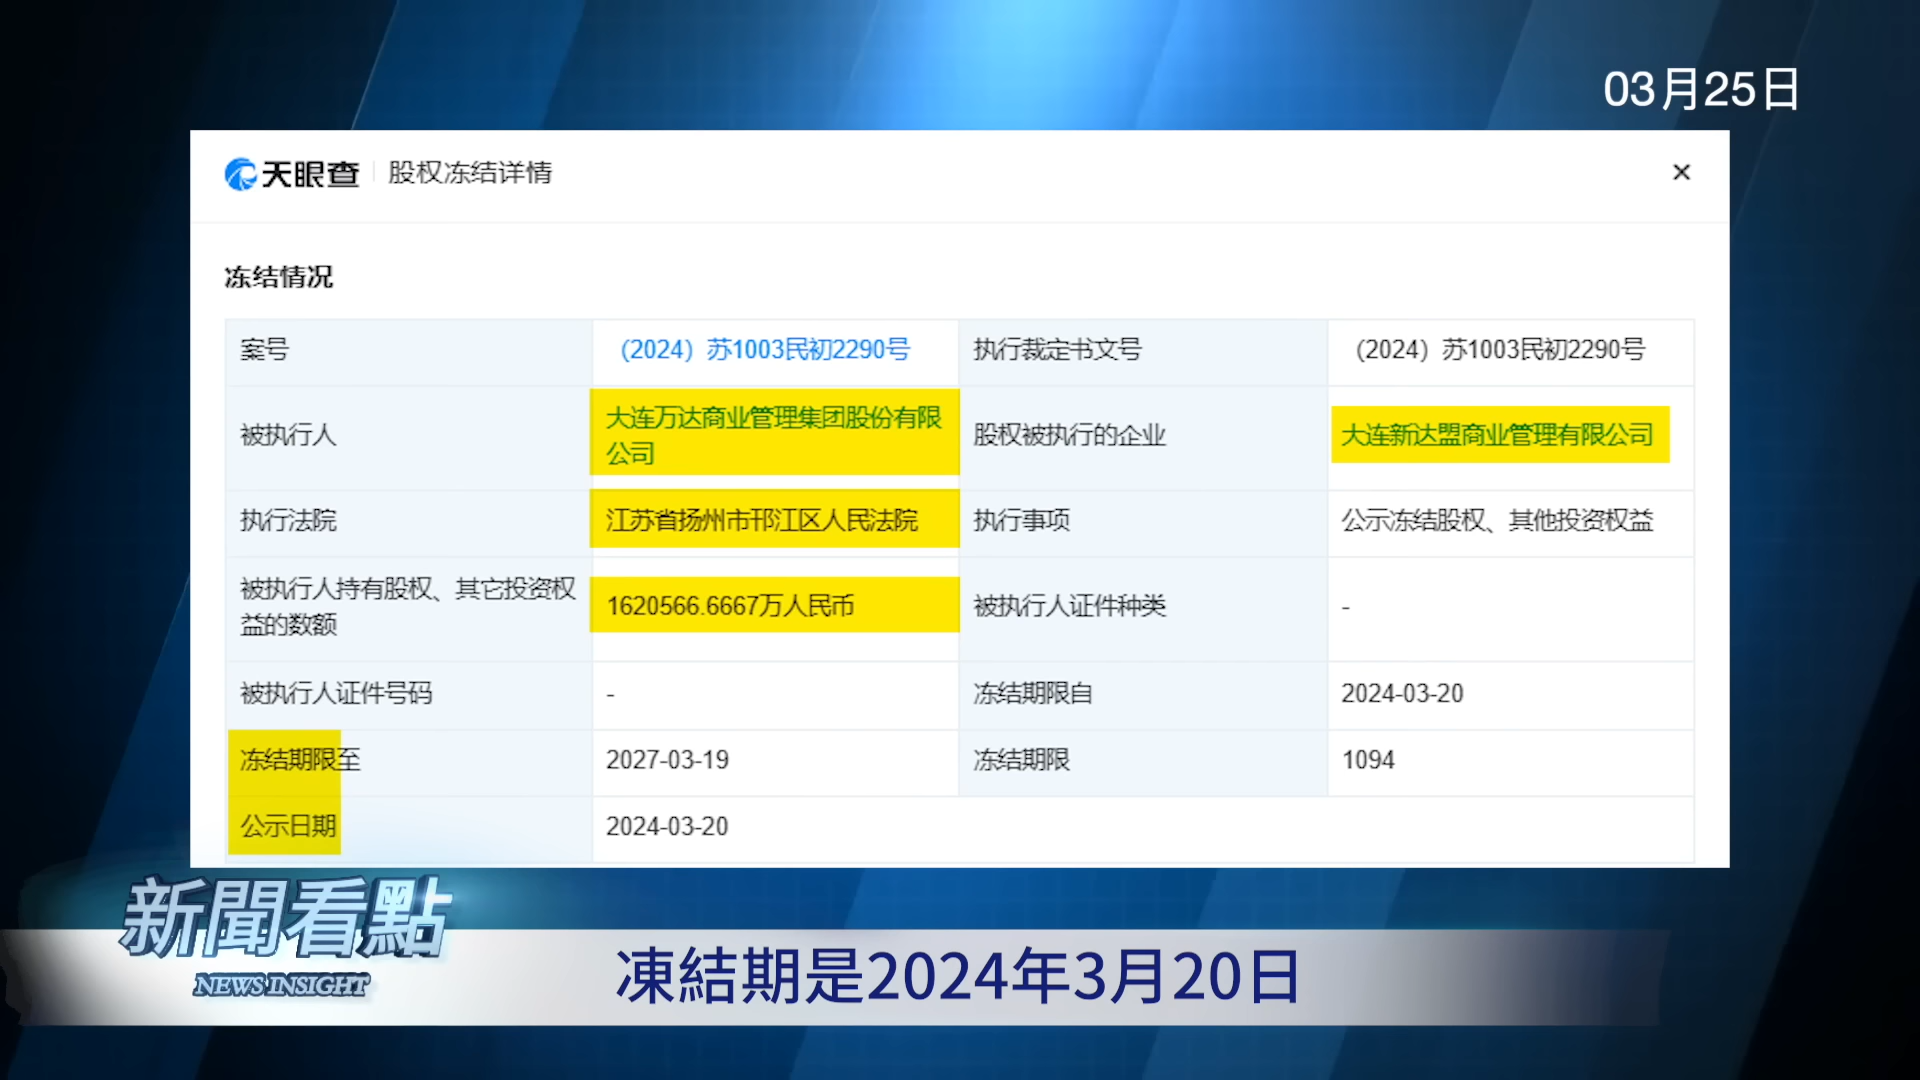 03月25日
天眼查 股权冻结详情 ×
冻结情况
案号 （2024）苏1003民初2290号 执行裁定书文号 （2024）苏1003民初2290号
被执行人 大连万达商业管理集团股份有限
公司 股权被执行的企业 大连新达盟商业管理有限公司
执行法院 江苏省扬州市邗江区人民法院 执行事项 公示冻结股权、其他投资权益
被执行人持有股权、其它投资权
益的数额 1620566.6667万人民币 被执行人证件种类 -
被执行人证件号码 - 冻结期限自 2024-03-20
冻结期限至 2027-03-19 冻结期限 1094
公示日期 2024-03-20
新聞看點
NEWS INSIGHT
凍結期是2024年3月20日